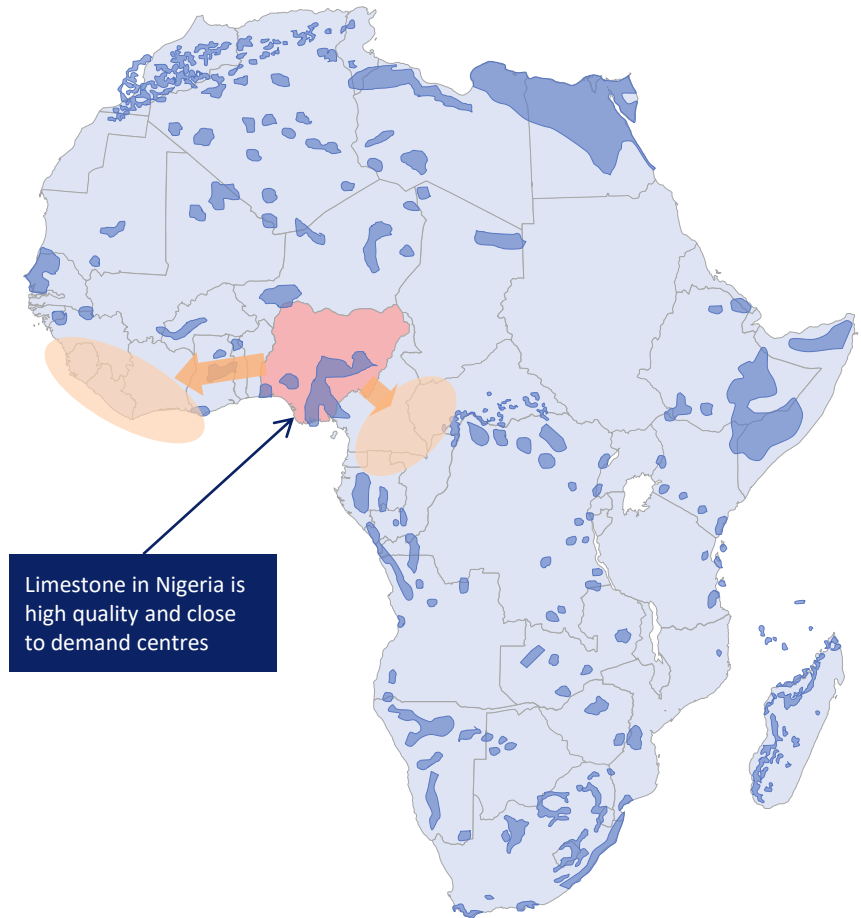 Limestone in Nigeria is
high quality and close
to demand centres